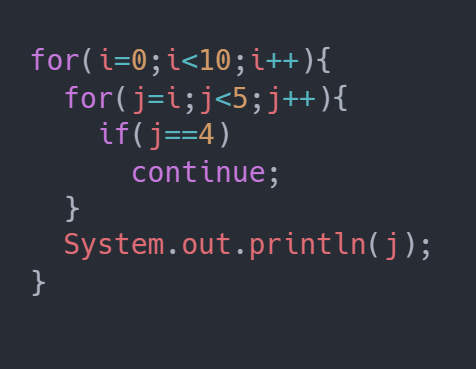 for(i=0;i<10;i++){
  for(j=i;j<5;j++){
    if(j==4)
      continue;
  }
  System.out.println(j);
}